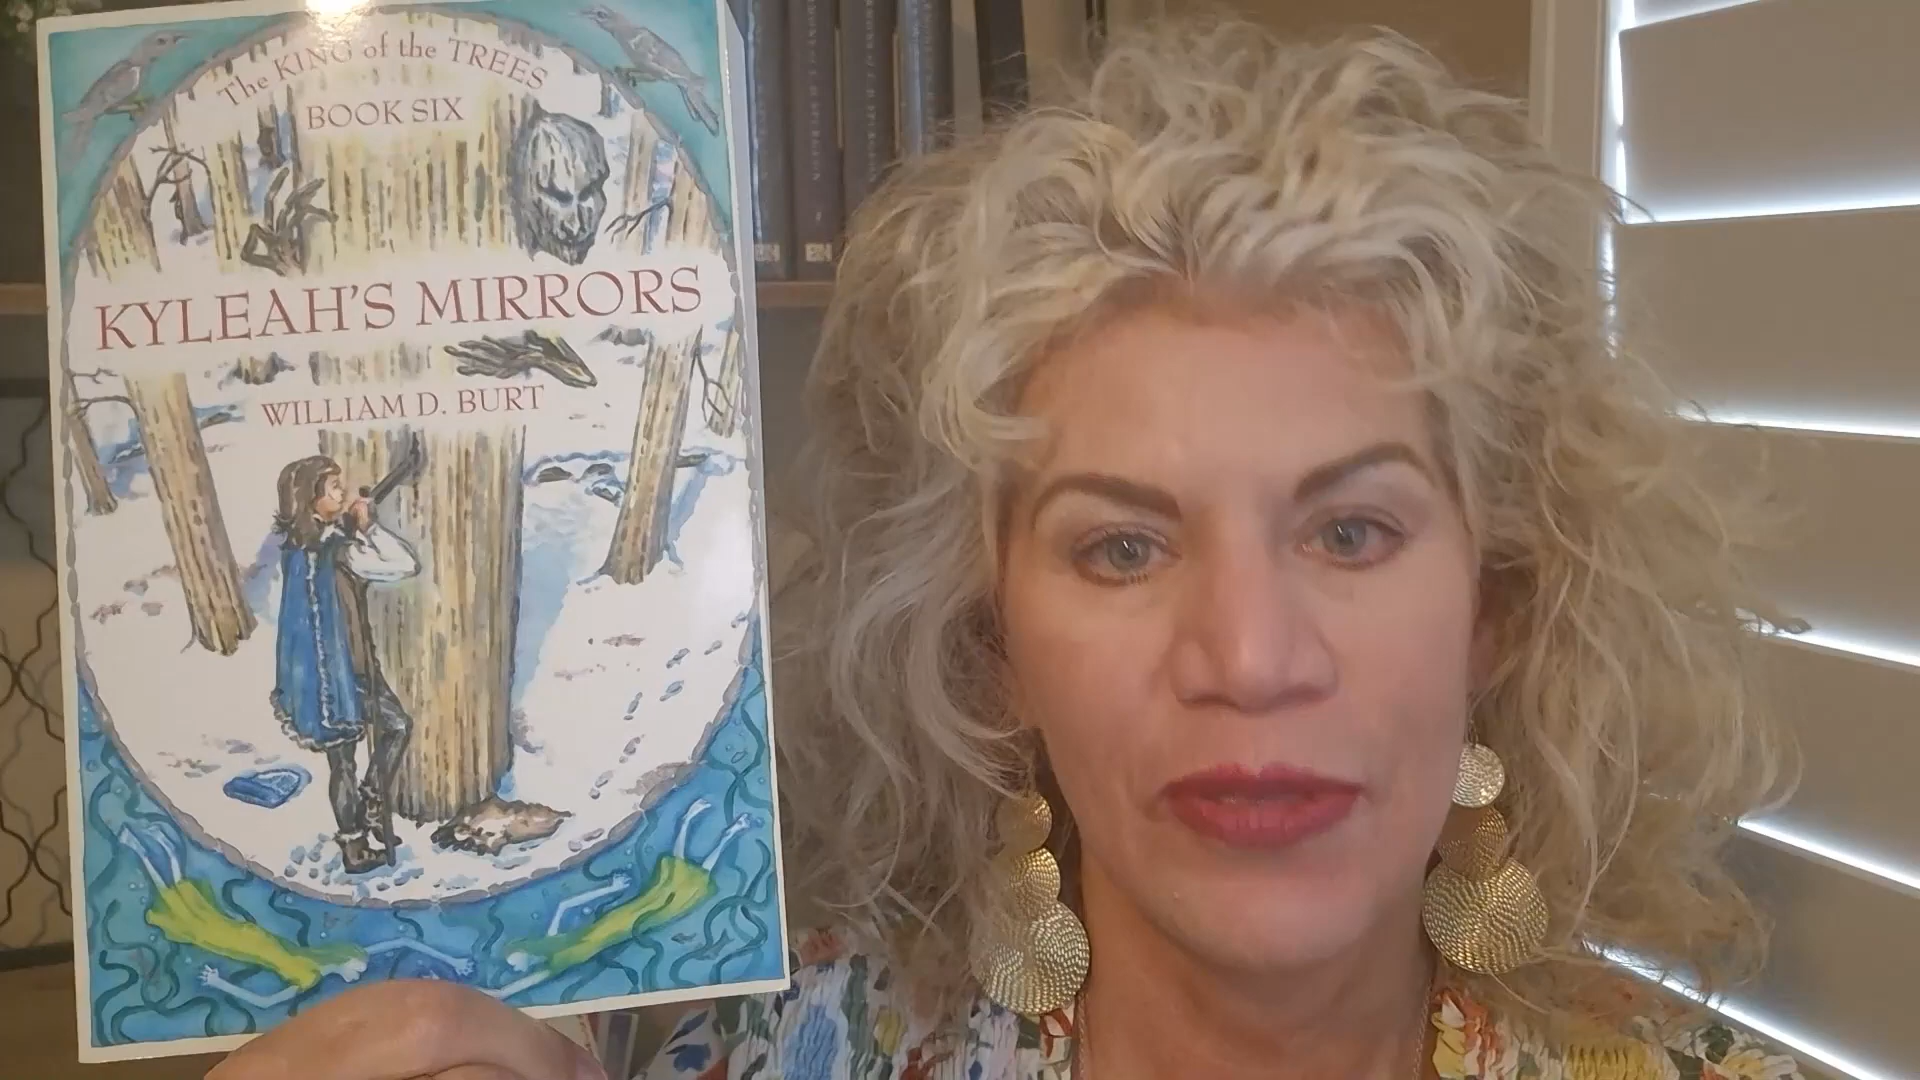 The KING of the TREES
BOOK SIX
KYLEAH'S MIRRORS
WILLIAM D. BURT